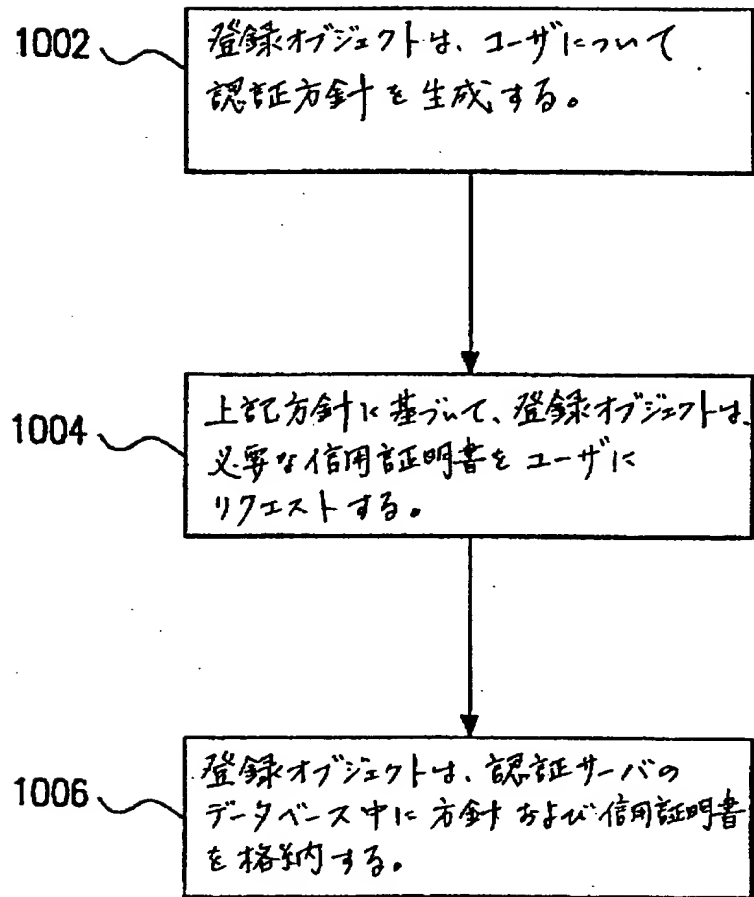 1002
登録オブジェクトは、ユーザについて
認証方針を生成する。
1004
上記方針に基づいて、登録オブジェクトは、
必要な信用証明書をユーザに
リクエストする。
1006
登録オブジェクトは、認証サーバの
データベース中に方針および信用証明書
を格納する。